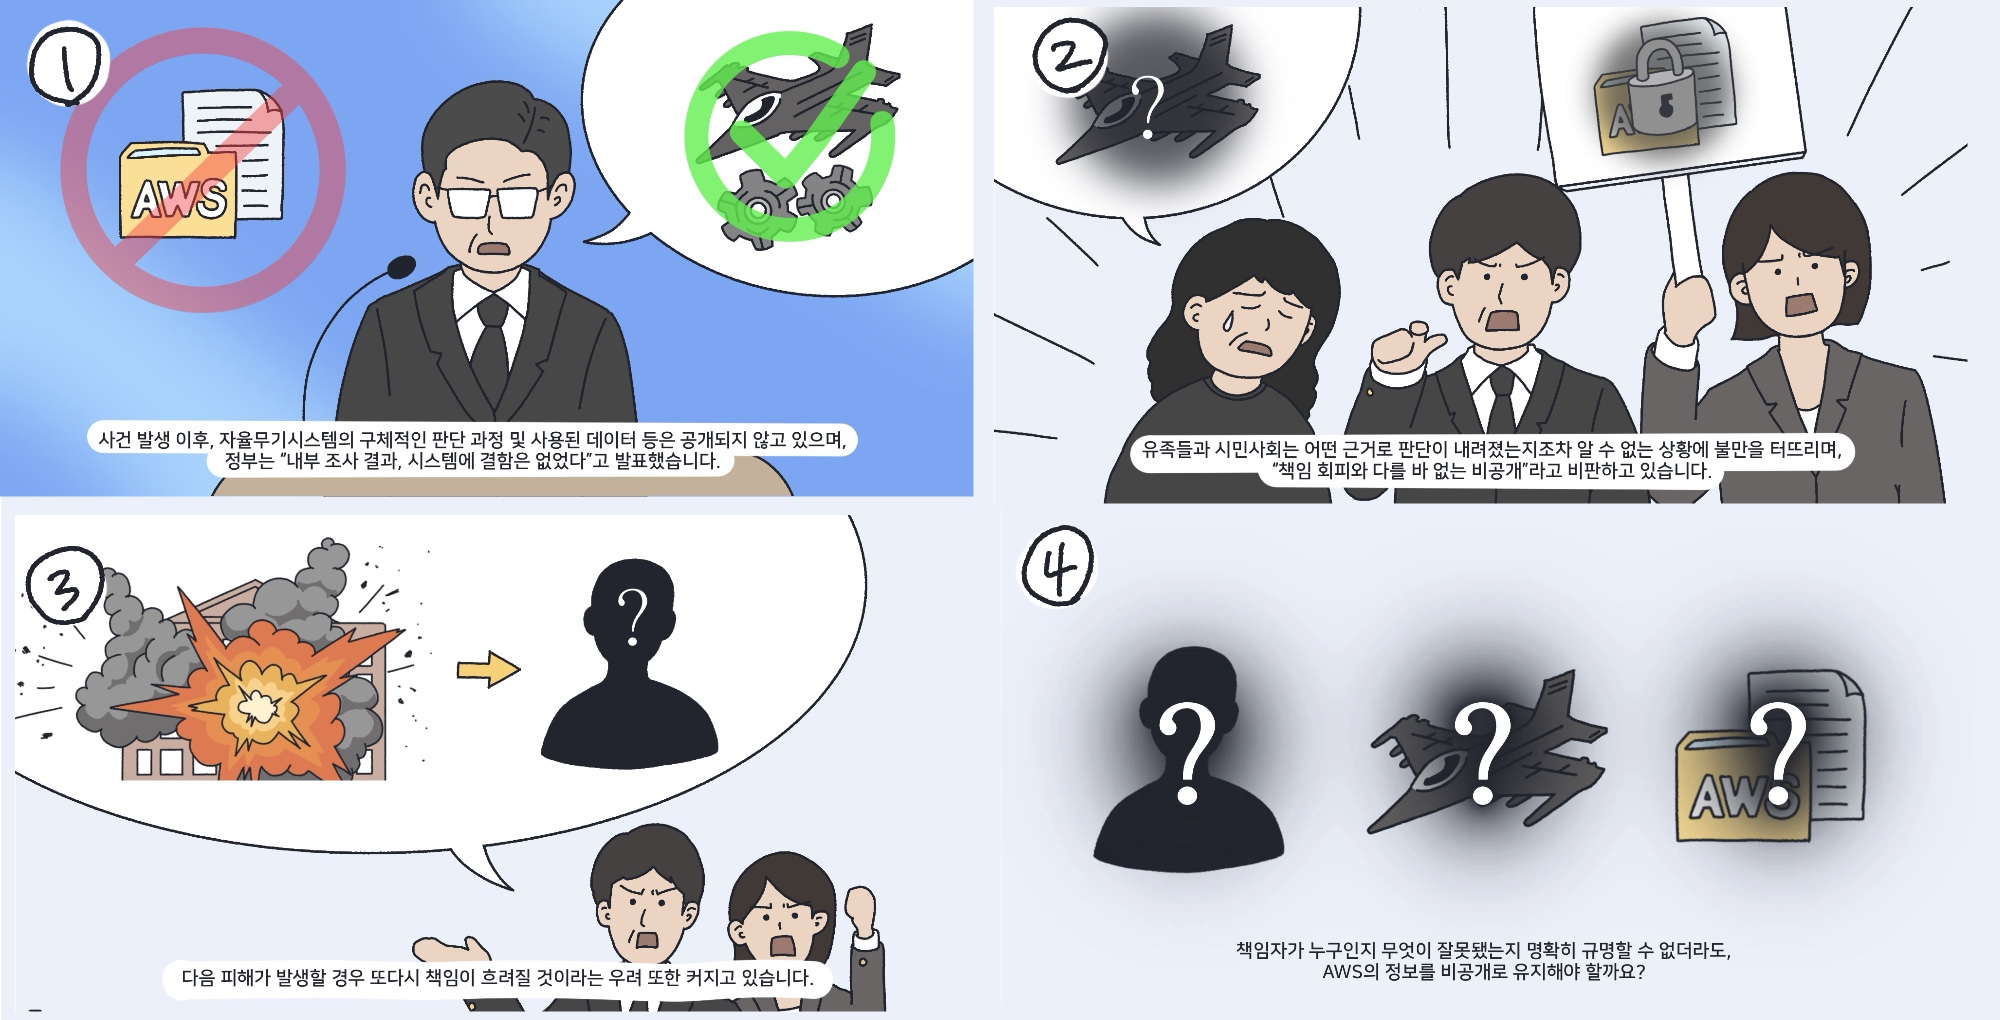 1
AWS
사건 발생 이후, 자율무기시스템의 구체적인 판단 과정 및 사용된 데이터 등은 공개되지 않고 있으며,
정부는 "내부 조사 결과, 시스템에 결함은 없었다"고 발표했습니다.
2
?
A
유족들과 시민사회는 어떤 근거로 판단이 내려졌는지조차 알 수 없는 상황에 불만을 터뜨리며,
"책임 회피와 다를 바 없는 비공개"라고 비판하고 있습니다.
3
?
다음 피해가 발생할 경우 또다시 책임이 흐려질 것이라는 우려 또한 커지고 있습니다.
4
?
?
?
AWS
책임자가 누구인지 무엇이 잘못됐는지 명확히 규명할 수 없더라도,
AWS의 정보를 비공개로 유지해야 할까요?